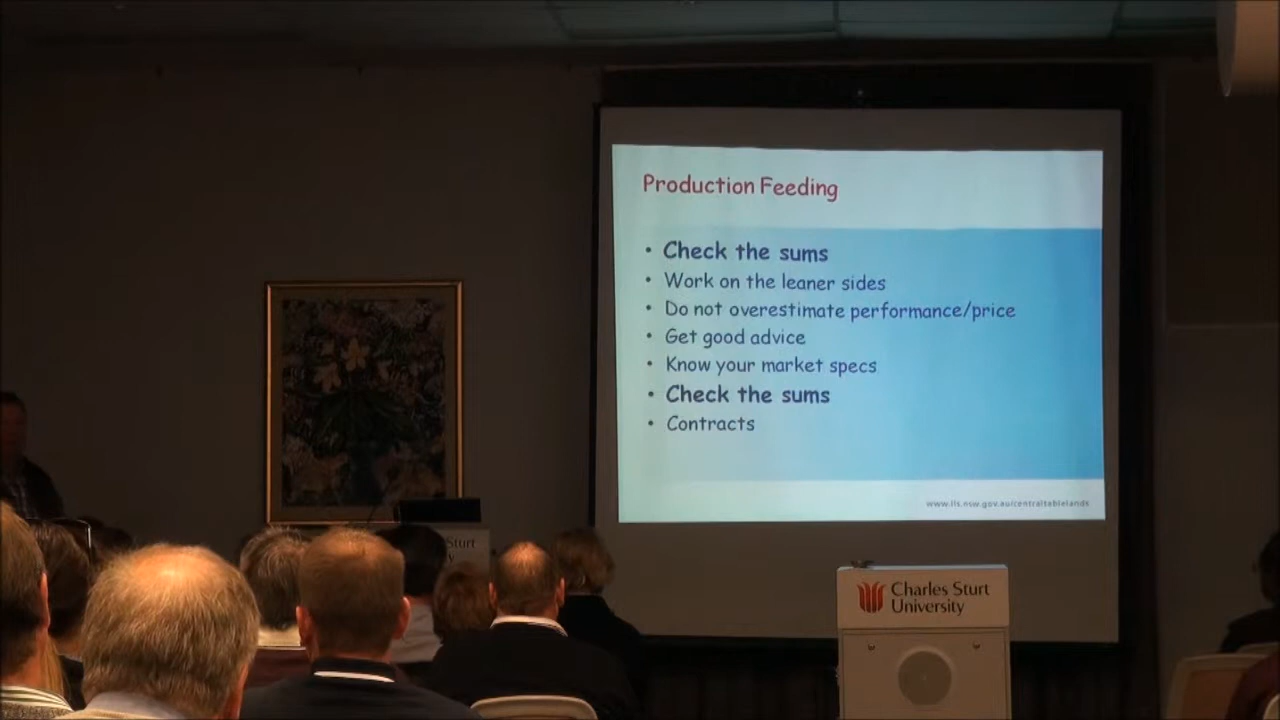 Production Feeding
• Check the sums
• Work on the leaner sides
• Do not overestimate performance/price
• Get good advice
• Know your market specs
• Check the sums
• Contracts
www.lls.nsw.gov.au/centraltablelands
Sturt
Charles Sturt
University